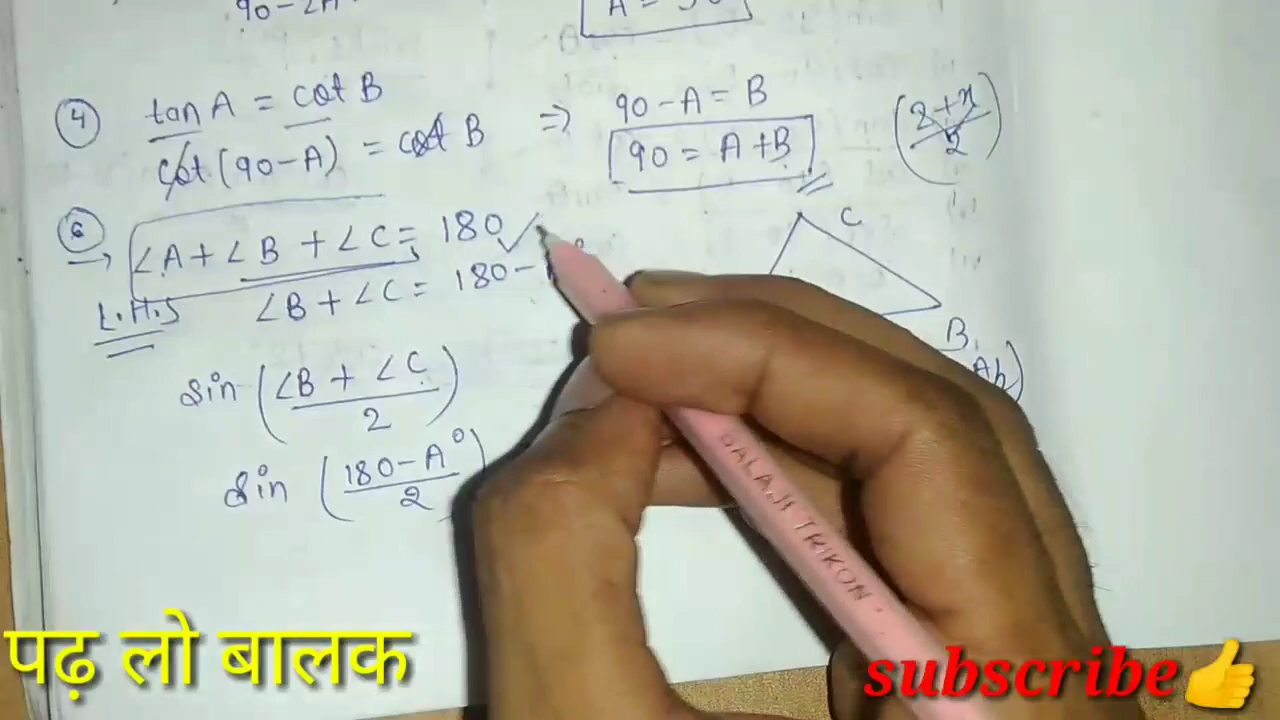 90-2A
A =
④ tan A = cot B ⇒ 90-A = B
cot (90-A) = cot B
90 = A+B
(2+x/2)
⑥ ∠A + ∠B + ∠C = 180
∠B + ∠C = 180-
L.H.S
C
B
Sin (∠B + ∠C / 2)
Sin (180-A° / 2)
BALAJI TRIKON
पढ़ लो बालक
subscribe